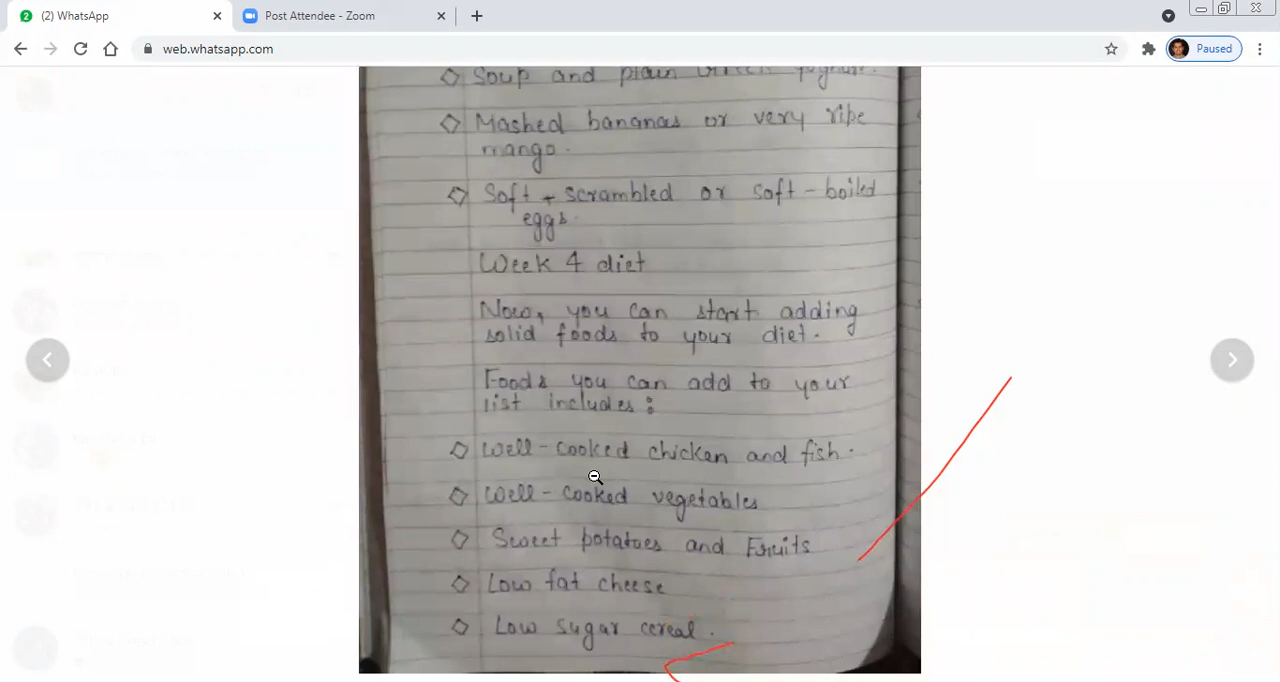 (2) WhatsApp
Post Attendee - Zoom
web.whatsapp.com
Paused
◇ Soup and plain Greek yoghurt.
◇ Mashed bananas or very ripe
mango.
◇ Soft - scrambled or soft - boiled
eggs.
Week 4 diet
Now, you can start adding
solid foods to your diet.
Foods you can add to your
list includes:
◇ Well-cooked chicken and fish.
◇ Well-cooked vegetables
◇ Sweet potatoes and Fruits
◇ Low fat cheese
◇ Low sugar cereal.